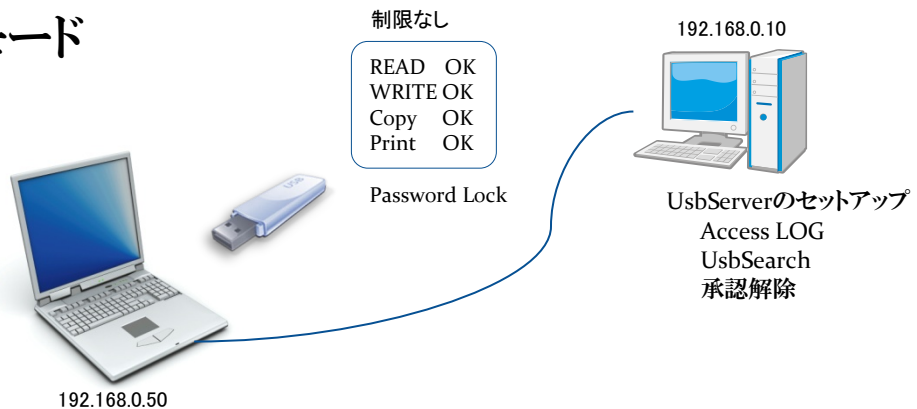 モード
制限なし
READ OK
WRITE OK
Copy OK
Print OK
Password Lock
USB
192.168.0.10
UsbServerのセットアップ
Access LOG
UsbSearch
承認解除
192.168.0.50